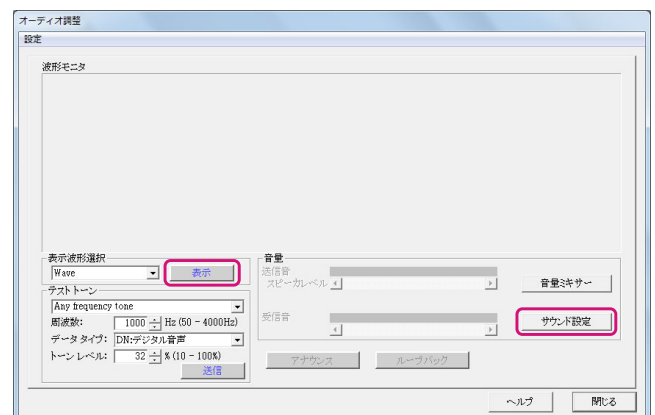 オーディオ調整
設定
波形モニタ
表示波形選択
Wave
表示
テストトーン
Any frequency tone
周波数: 1000 Hz (50 - 4000Hz)
データタイプ: DN:デジタル音声
トーンレベル: 32 % (10 - 100%)
送信
音量
送信音
スピーカレベル
音量ミキサー
受信音
サウンド設定
アナウンス ループバック
ヘルプ 閉じる